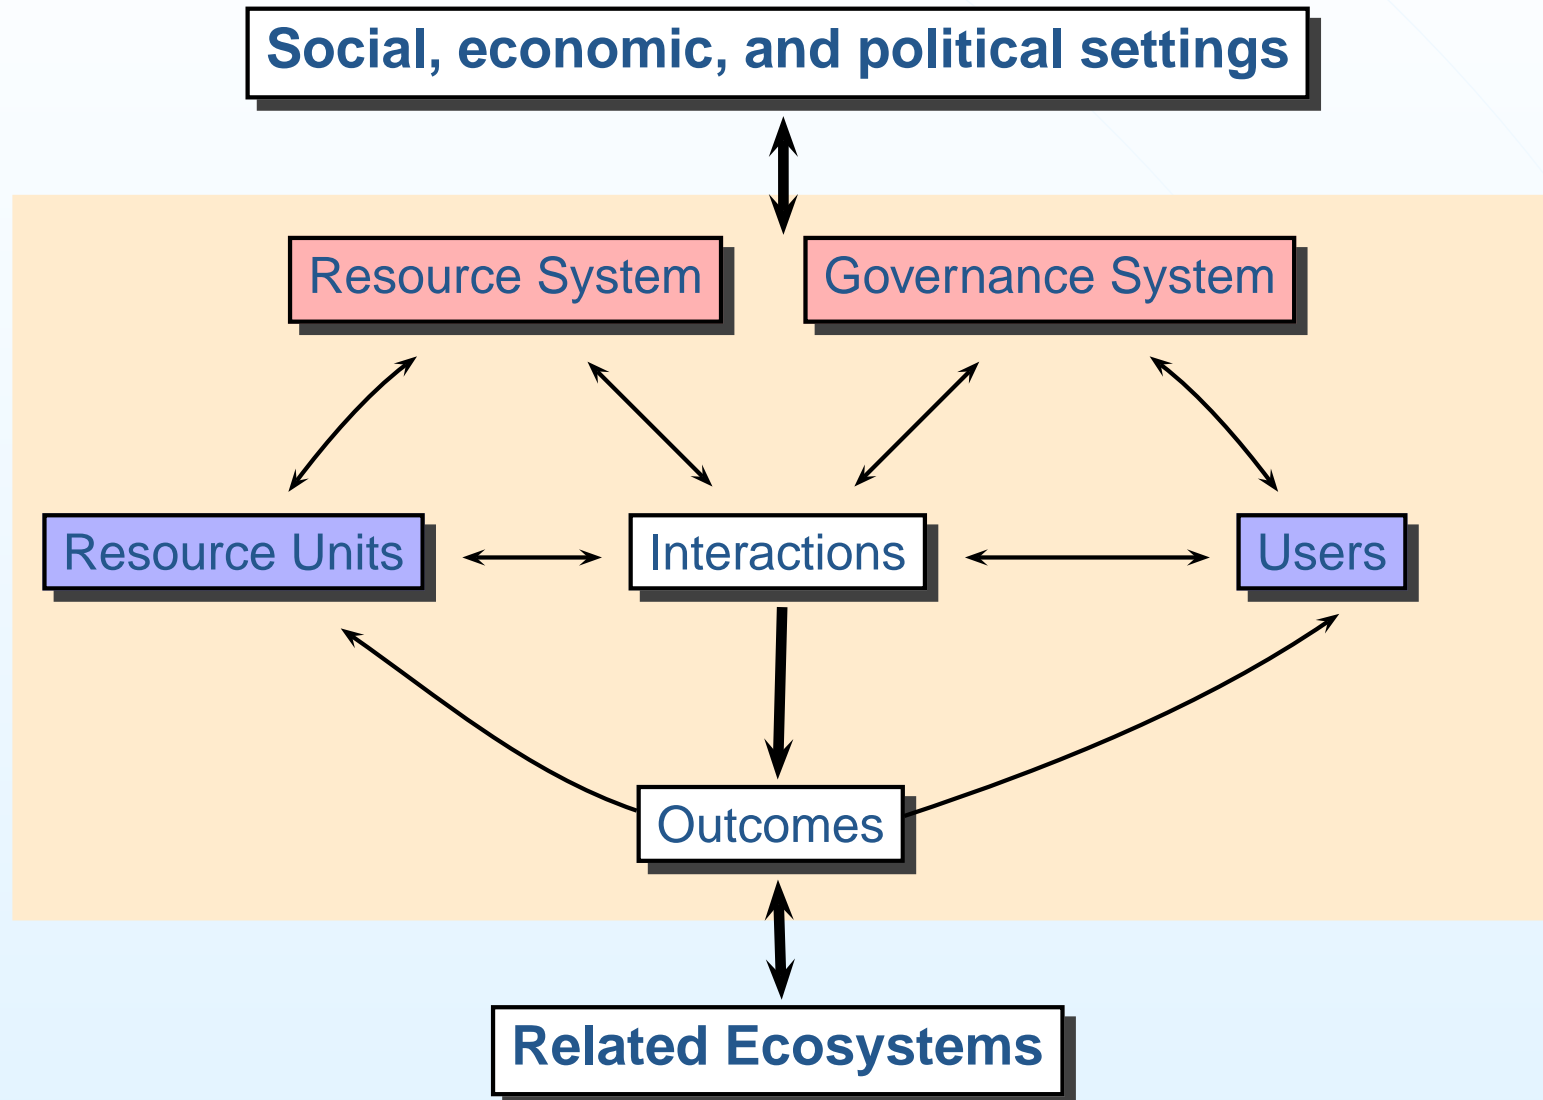 Social, economic, and political settings
Resource System
Governance System
Resource Units
Interactions
Users
Outcomes
Related Ecosystems